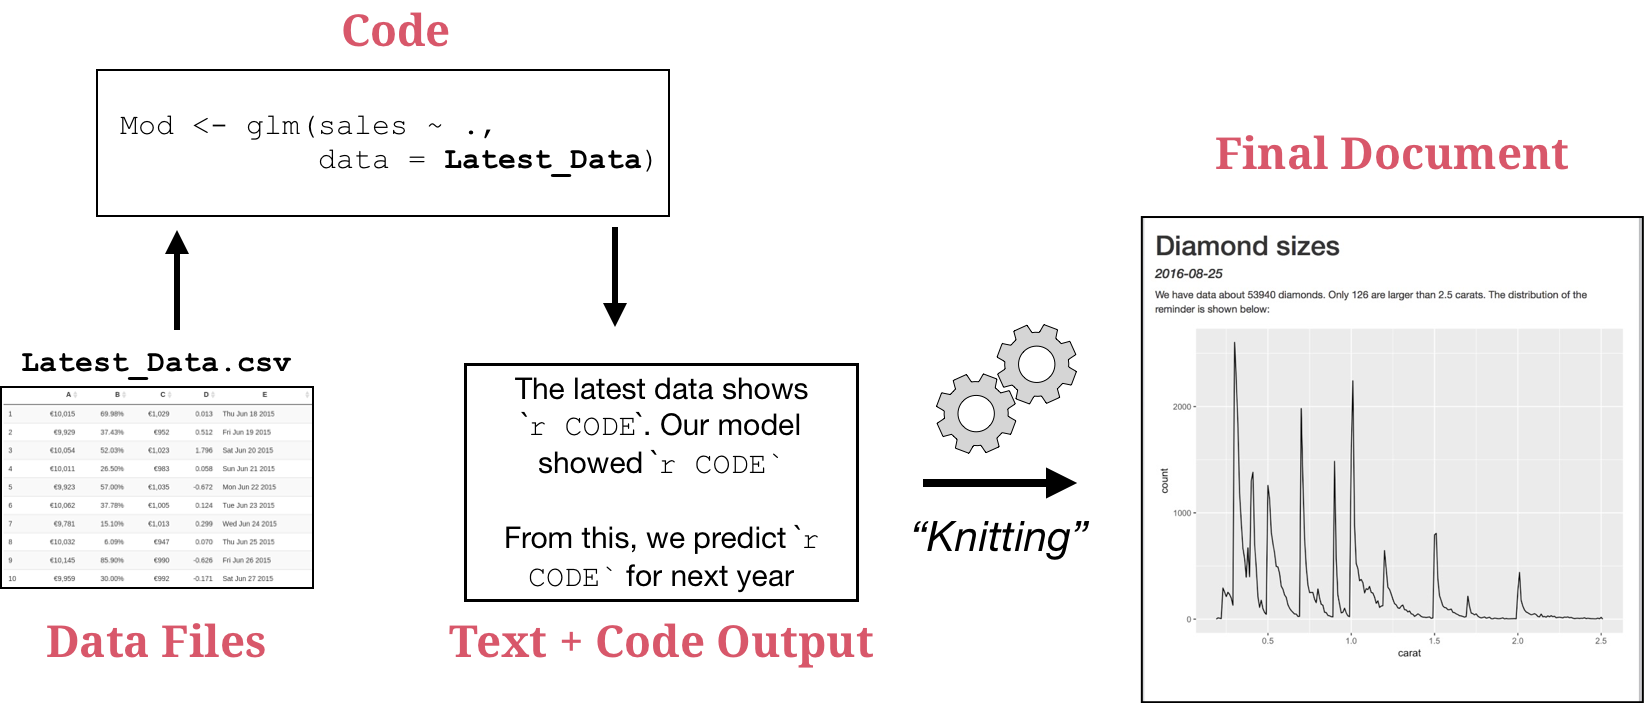 Code
Mod <- glm(sales ~ .,
data = Latest_Data)
Latest_Data.csv
A B C D E
1 €10,015 69.98% €1,029 0.013 Thu Jun 18 2015
2 €9,929 37.43% €952 0.512 Fri Jun 19 2015
3 €10,054 52.03% €1,023 1.796 Sat Jun 20 2015
4 €10,011 26.50% €983 0.058 Sun Jun 21 2015
5 €9,923 57.00% €1,035 -0.672 Mon Jun 22 2015
6 €10,062 37.78% €1,005 0.124 Tue Jun 23 2015
7 €9,781 15.10% €1,013 0.299 Wed Jun 24 2015
8 €10,032 6.09% €947 0.070 Thu Jun 25 2015
9 €10,145 85.90% €990 -0.626 Fri Jun 26 2015
10 €9,959 30.00% €992 -0.171 Sat Jun 27 2015
Data Files
The latest data shows
`r CODE`. Our model
showed `r CODE`
From this, we predict `r
CODE` for next year
Text + Code Output
“Knitting”
Final Document
Diamond sizes
2016-08-25
We have data about 53940 diamonds. Only 126 are larger than 2.5 carats. The distribution of the
reminder is shown below:
2000
1000
0
count
0.5 1.0 1.5 2.0 2.5
carat